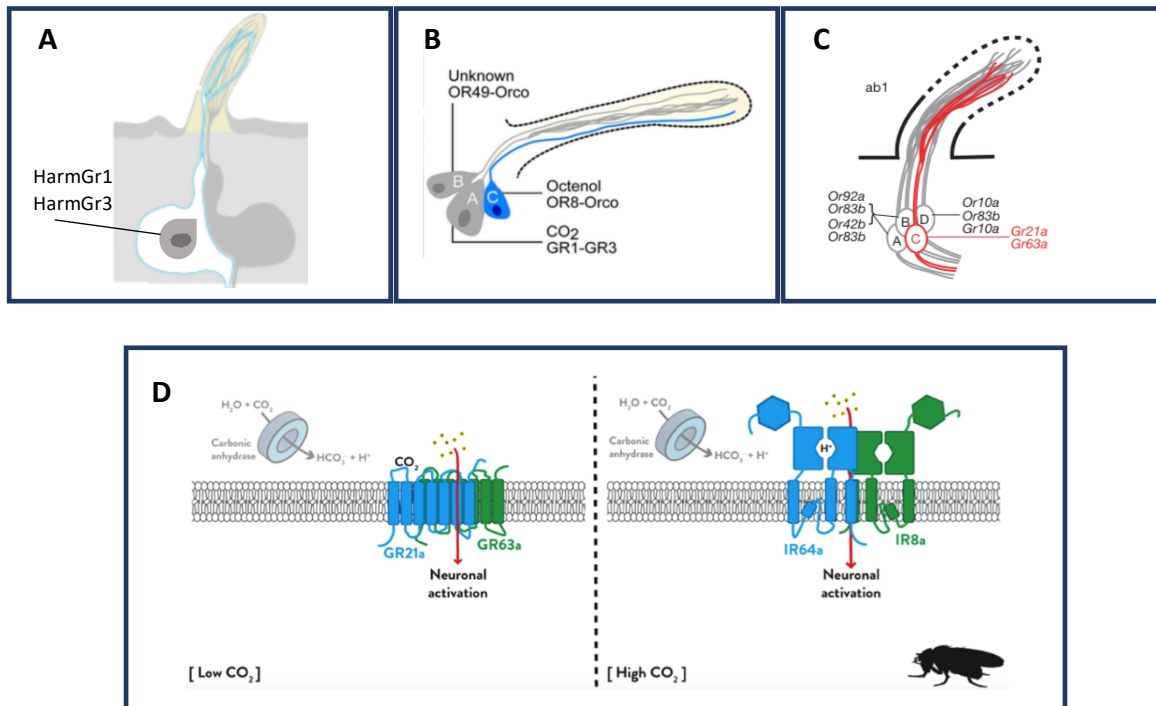 A
HarmGr1
HarmGr3
B
Unknown
OR49-Orco
B
A
C
Octenol
OR8-Orco
CO2
GR1-GR3
C
ab1
Or92a
Or83b
Or42b
Or83b
B
D
A
C
Or10a
Or83b
Gr10a
Gr21a
Gr63a
D
H2O + CO2
Carbonic
anhydrase
HCO3- + H+
CO2
GR21a
GR63a
Neuronal
activation
[ Low CO2 ]
H2O + CO2
Carbonic
anhydrase
HCO3- + H+
H+
IR64a
IR8a
Neuronal
activation
[ High CO2 ]